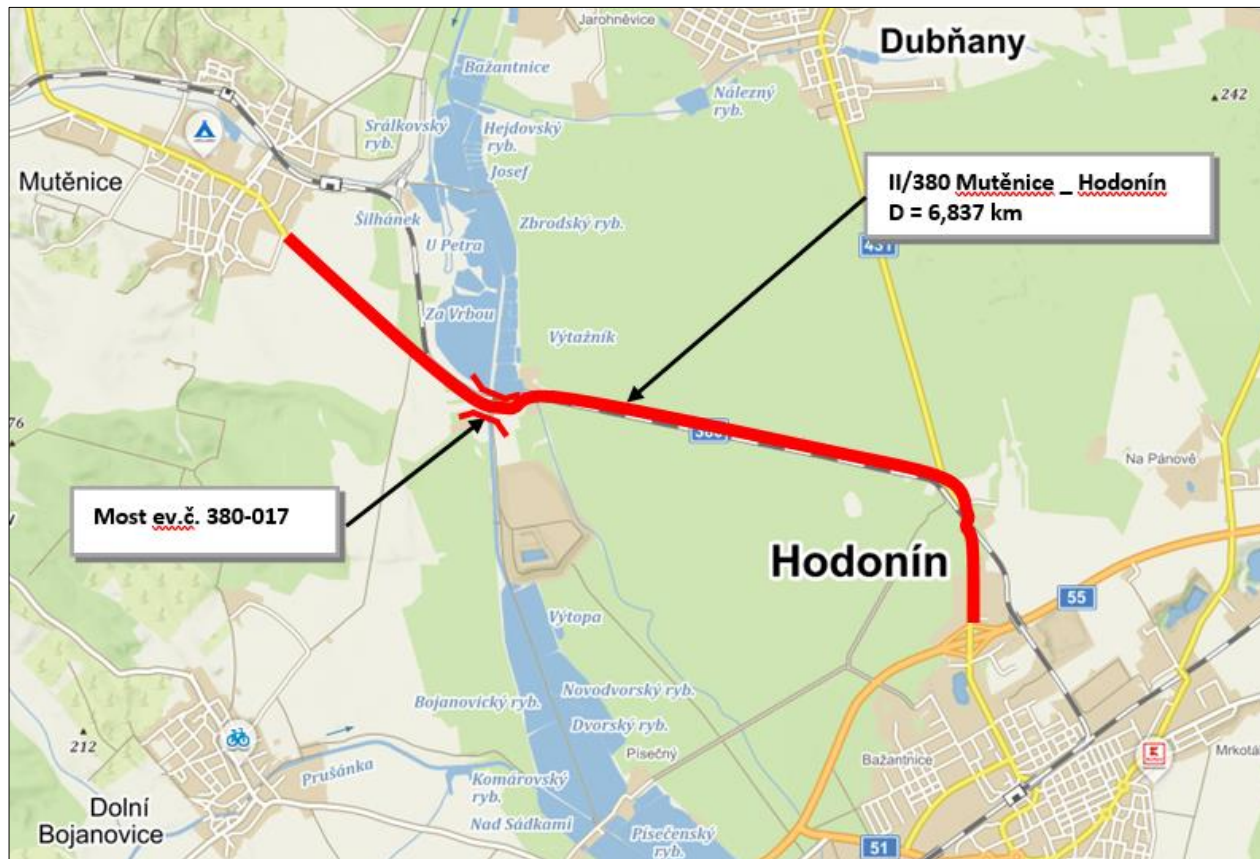 Jarohněvice
Dubňany
Bažantnice
Nálezný
ryb.
242
Srálkovský
ryb.
Hejdovský
ryb.
Josef
Mutěnice
II/380 Mutěnice _ Hodonín
D = 6,837 km
Šilhánek
U Petra
Zbrodský ryb.
431
Za Vrbou
Výtažník
76
380
Na Pánově
Most ev.č. 380-017
Hodonín
55
Výtopa
Bojanovický ryb.
Novodvorský ryb.
Dvorský ryb.
212
Písečný
Bažantnice
Mrkotál
Prušánka
Komárovský
ryb.
Dolní
Bojanovice
Nad Sádkami
Písečenský
ryb.
51